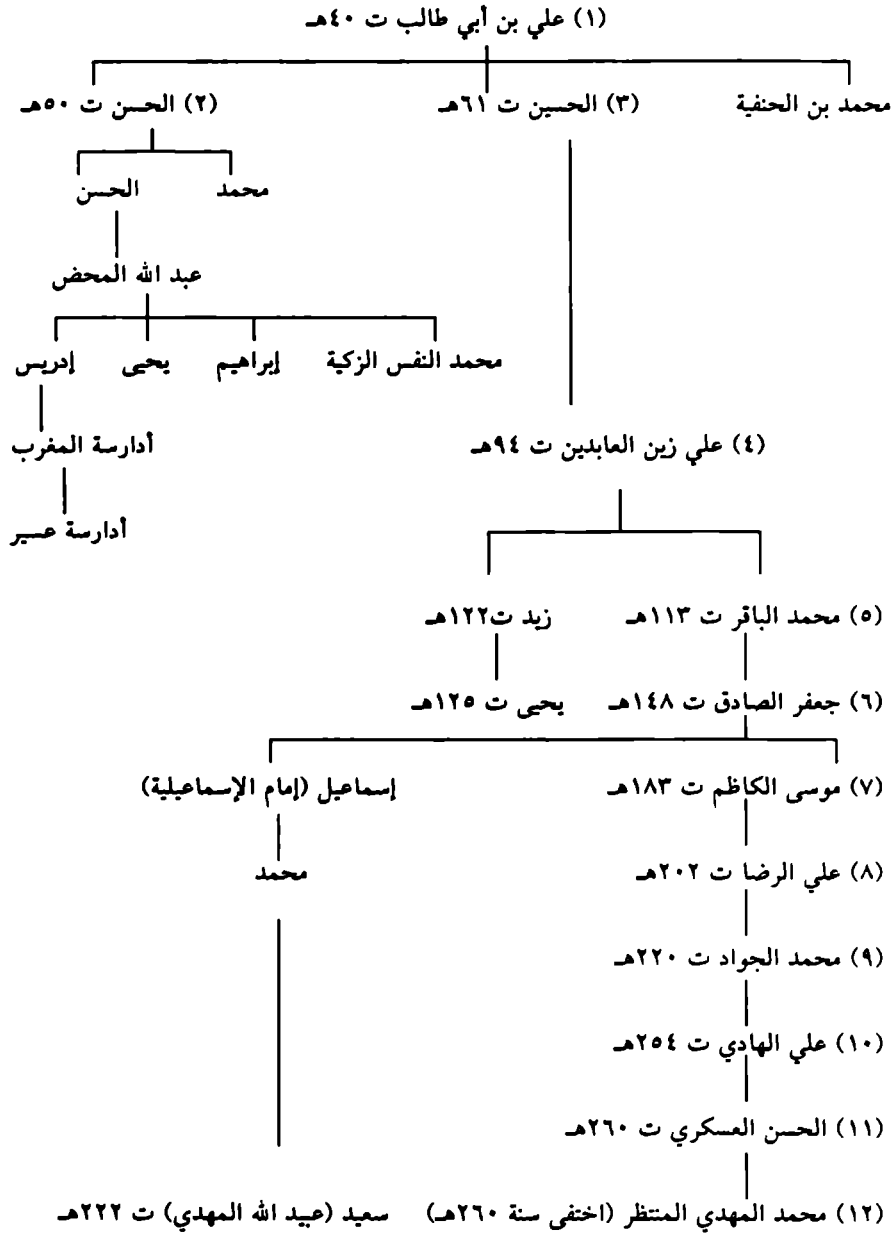 (١) علي بن أبي طالب ت ٤٠هـ
محمد بن الحنفية (٣) الحسين ت ٦١هـ (٢) الحسن ت ٥٠هـ
محمد الحسن
عبد الله المحض
محمد النفس الزكية إبراهيم يحيى إدريس
(٤) علي زين العابدين ت ٩٤هـ أدارسة المغرب
أدارسة عسير
(٥) محمد الباقر ت ١١٣هـ زيد ت١٢٢هـ
(٦) جعفر الصادق ت ١٤٨هـ يحيى ت ١٢٥هـ
(٧) موسى الكاظم ت ١٨٣هـ إسماعيل (إمام الإسماعيلية)
(٨) علي الرضا ت ٢٠٢هـ محمد
(٩) محمد الجواد ت ٢٢٠هـ
(١٠) علي الهادي ت ٢٥٤هـ
(١١) الحسن العسكري ت ٢٦٠هـ
(١٢) محمد المهدي المنتظر (اختفى سنة ٢٦٠هـ) سعيد (عبيد الله المهدي) ت ٢٢٢هـ